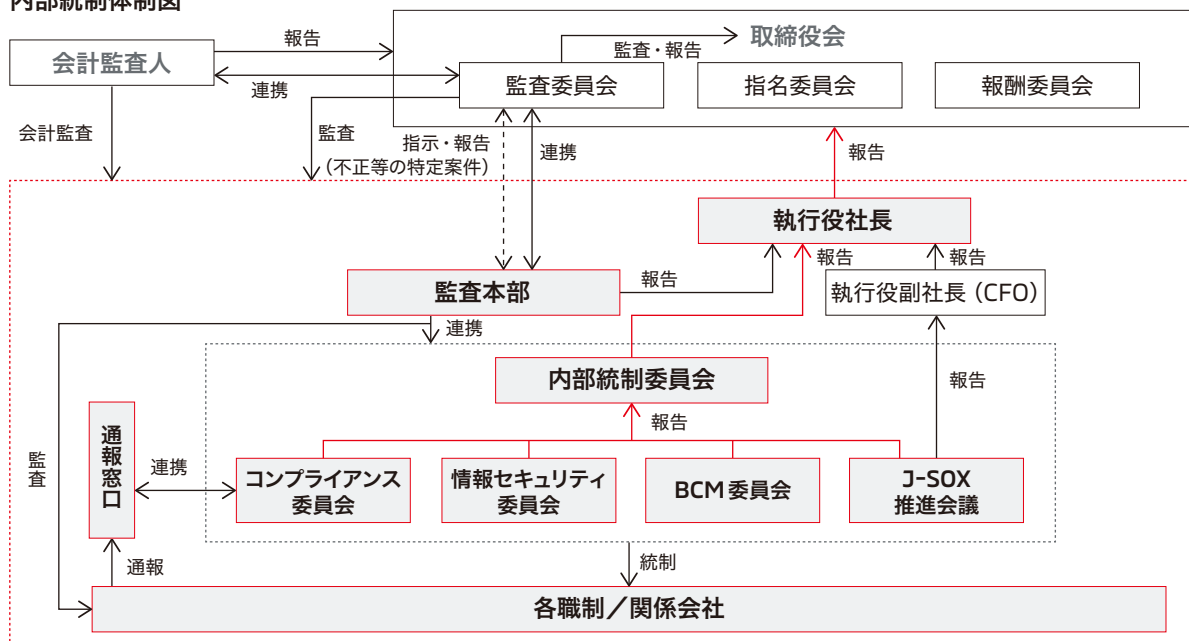 内部統制体制図
会計監査人
報告
連携
会計監査
監査
取締役会
監査・報告
監査委員会
指名委員会
報酬委員会
指示・報告
（不正等の特定案件）
連携
報告
執行役社長
報告
報告
報告
監査本部
執行役副社長（CFO）
連携
内部統制委員会
報告
報告
監査
通報窓口
連携
コンプライアンス
委員会
情報セキュリティ
委員会
BCM 委員会
J-SOX
推進会議
通報
統制
各職制／関係会社